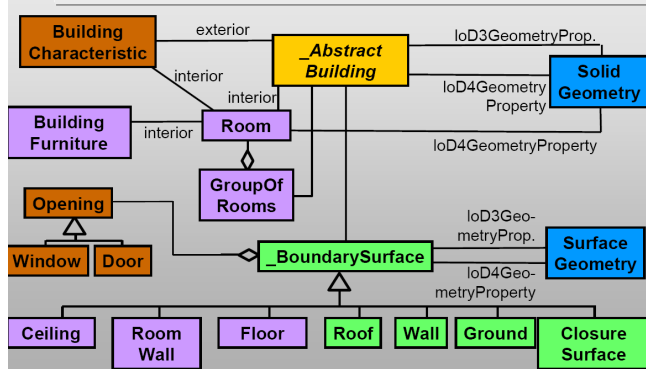 Building
Characteristic
exterior
_Abstract
Building
loD3GeometryProp.
Solid
Geometry
loD4Geometry
Property
interior
interior
Building
Furniture
interior
Room
loD4GeometryProperty
GroupOf
Rooms
Opening
Window
Door
_BoundarySurface
loD3Geo-
metryProp.
loD4Geo-
metryProperty
Surface
Geometry
Ceiling
Room
Wall
Floor
Roof
Wall
Ground
Closure
Surface